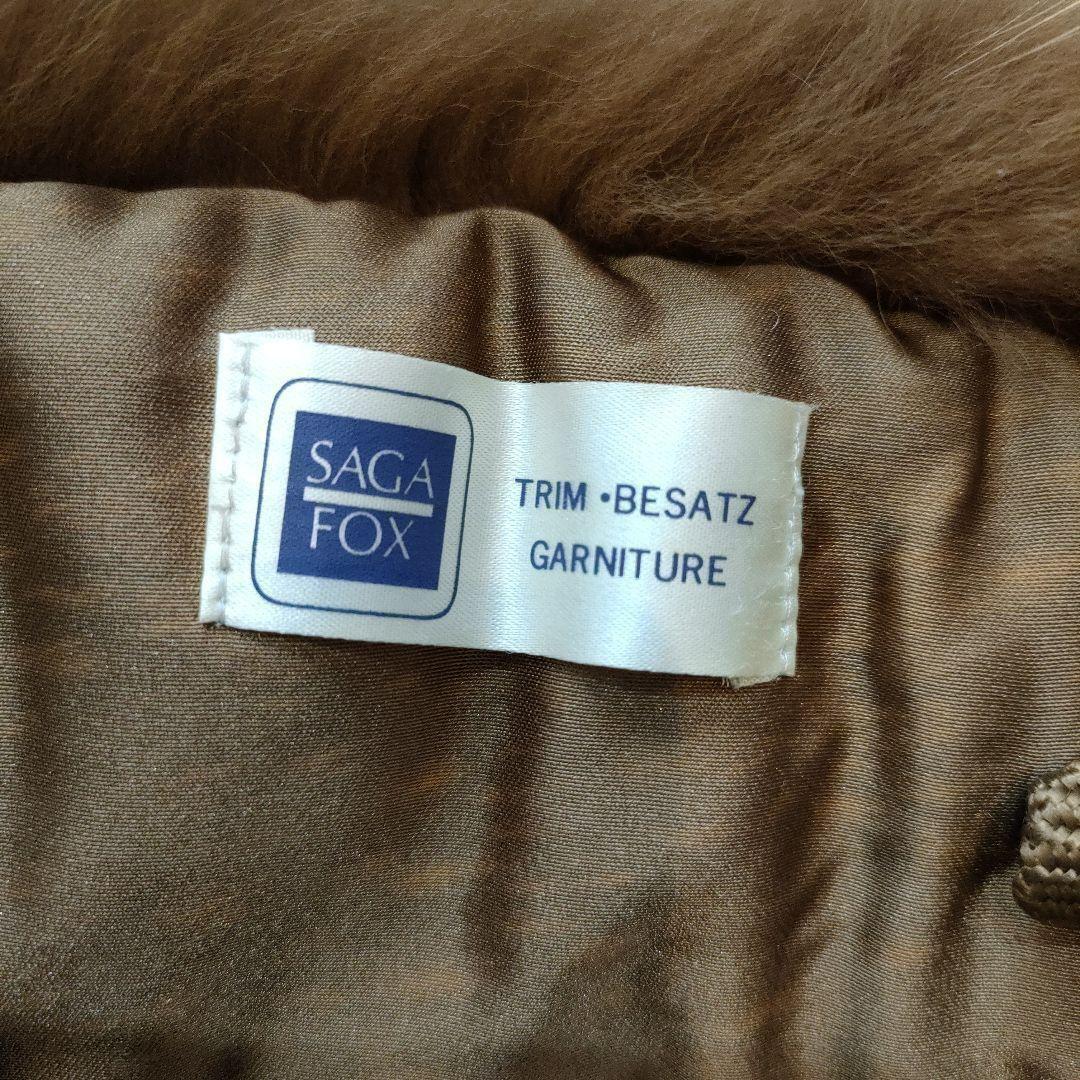 SAGA
FOX
TRIM •BESATZ
GARNITURE